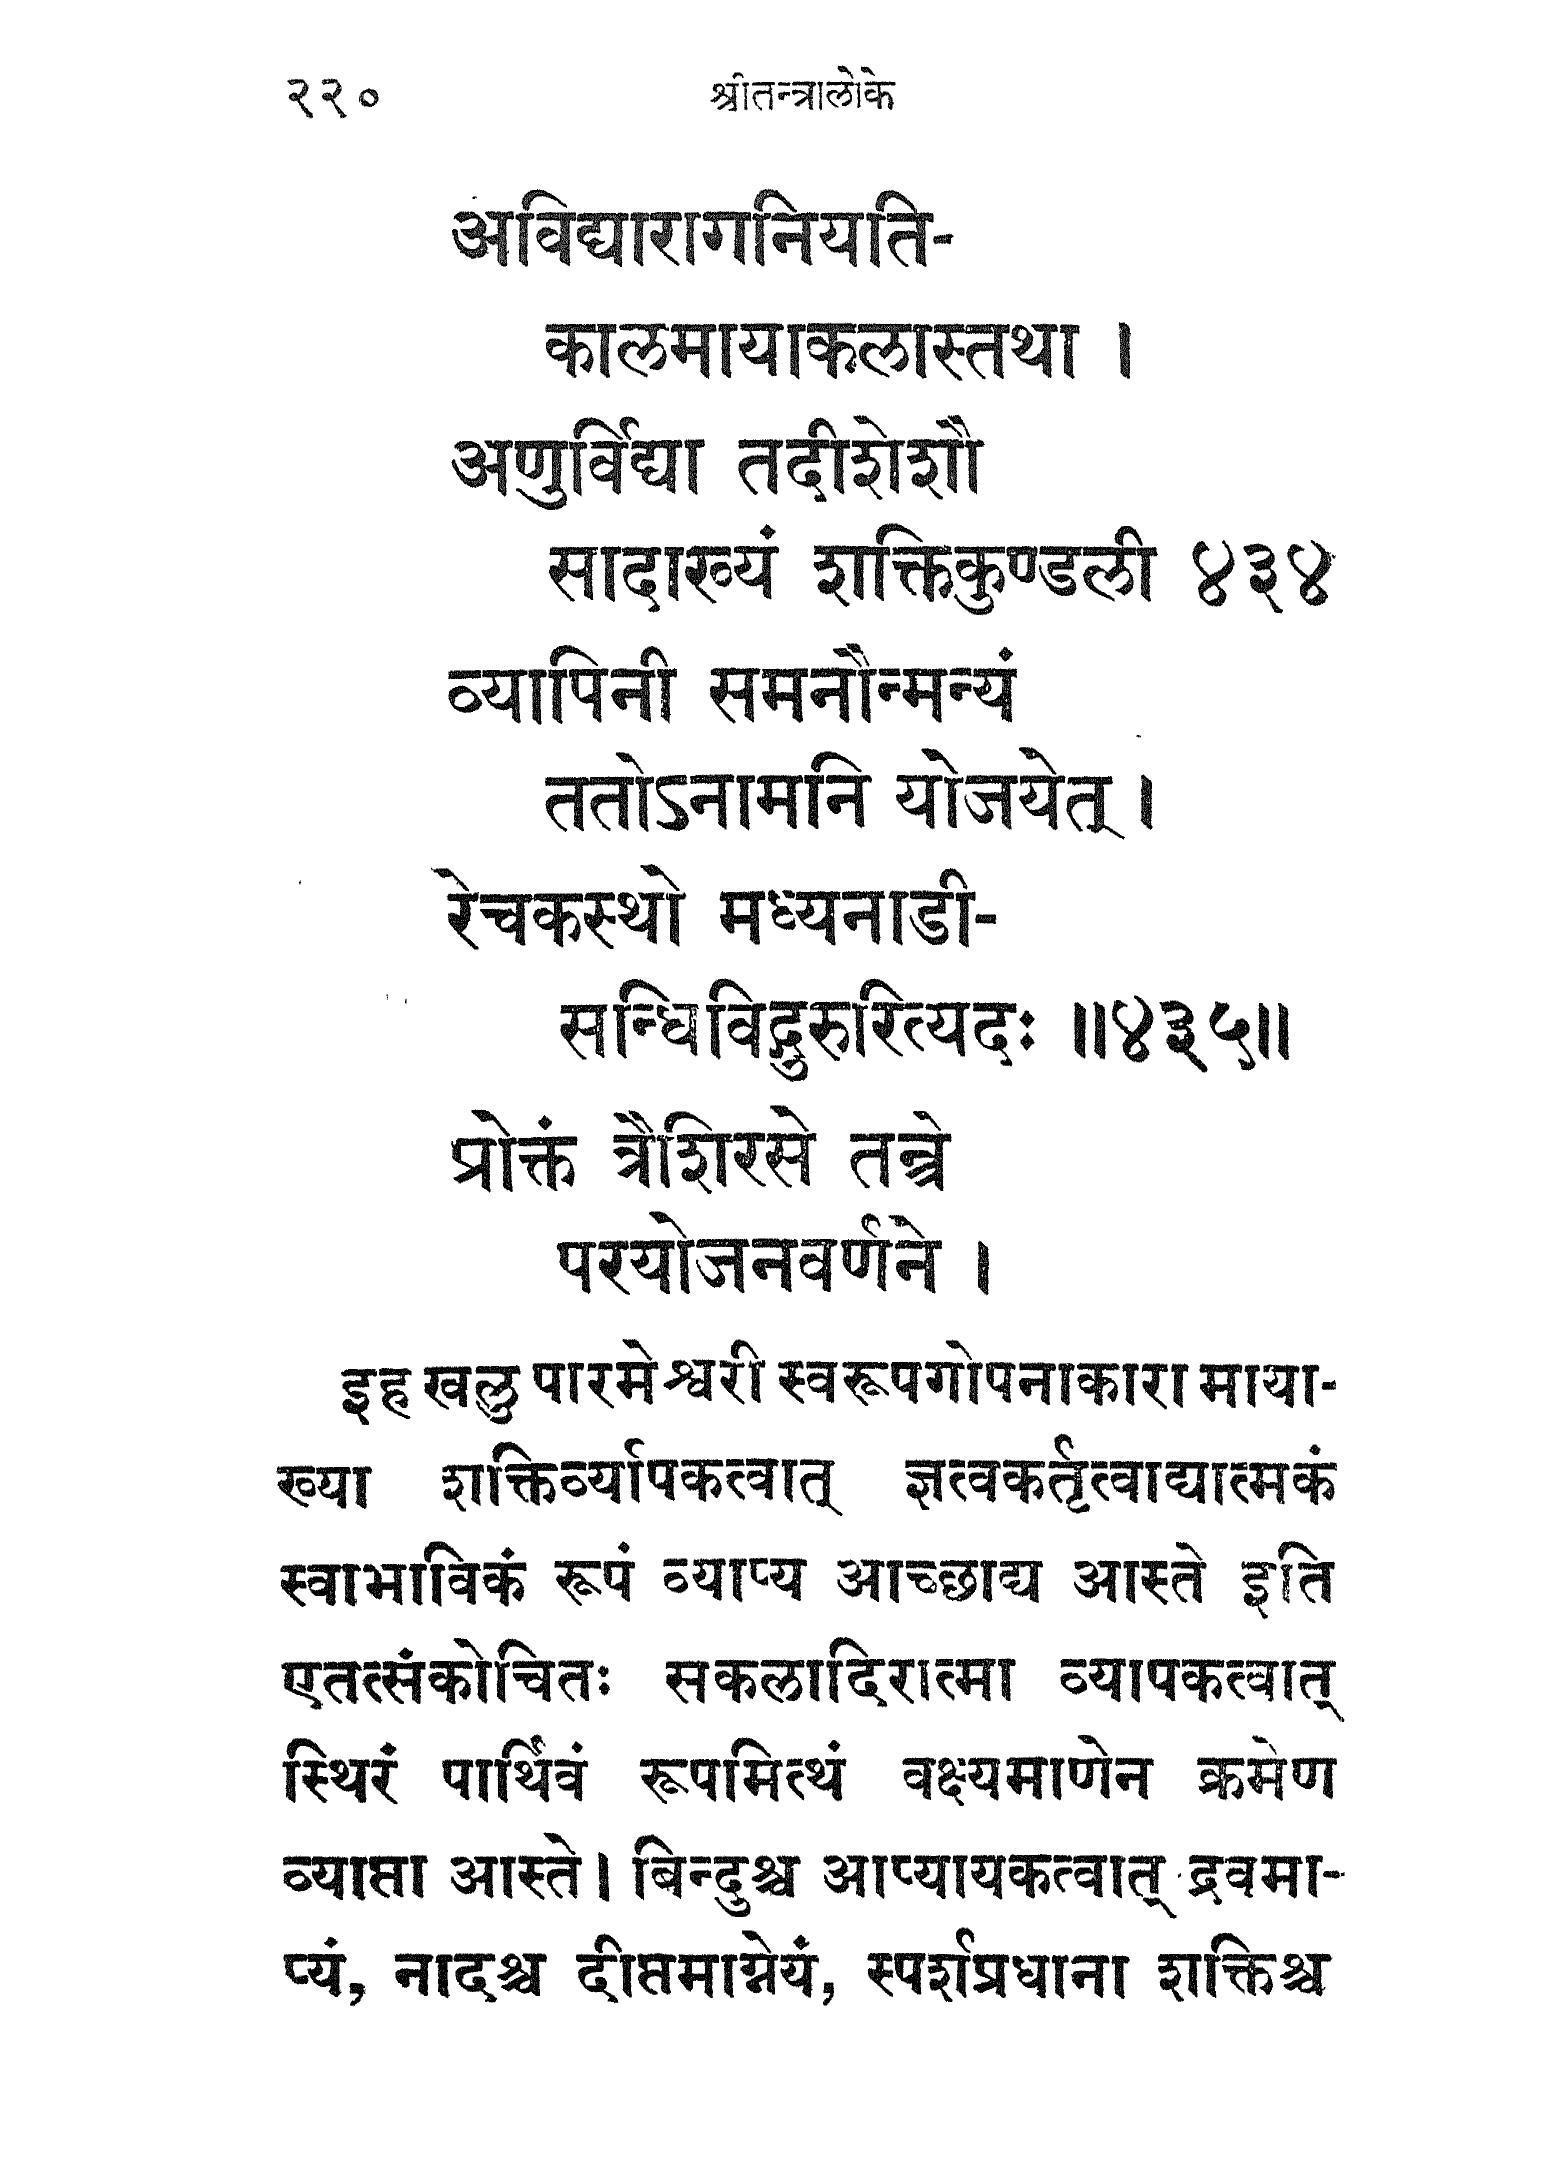 २२० श्रीतन्त्रालोके
अविद्यारागनियति-
कालमायाकलास्तथा ।
अणुर्विद्या तदीशेशौ
सादाख्यं शक्तिकुण्डली ४३४
व्यापिनी समनौन्मन्यं
ततोऽनामनि योजयेत् ।
रेचकस्थो मध्यनाडी-
सन्धिविद्गुरुरित्यदः ॥४३५॥
प्रोक्तं त्रैशिरसे तन्त्रे
परयोजनवर्णने ।
इह खलु पारमेश्वरी स्वरूपगोपनाकारा माया-
ख्या शक्तिर्व्यापकत्वात् ज्ञत्वकर्तृत्वाद्यात्मकं
स्वाभाविकं रूपं व्याप्य आच्छाद्य आस्ते इति
एतत्संकोचितः सकलादिरात्मा व्यापकत्वात्
स्थिरं पार्थिवं रूपमित्थं वक्ष्यमाणेन क्रमेण
व्याप्ता आस्ते । बिन्दुश्च आप्यायकत्वात् द्रवमा-
प्यं, नादश्च दीप्तमाग्नेयं, स्पर्शप्रधाना शक्तिश्च